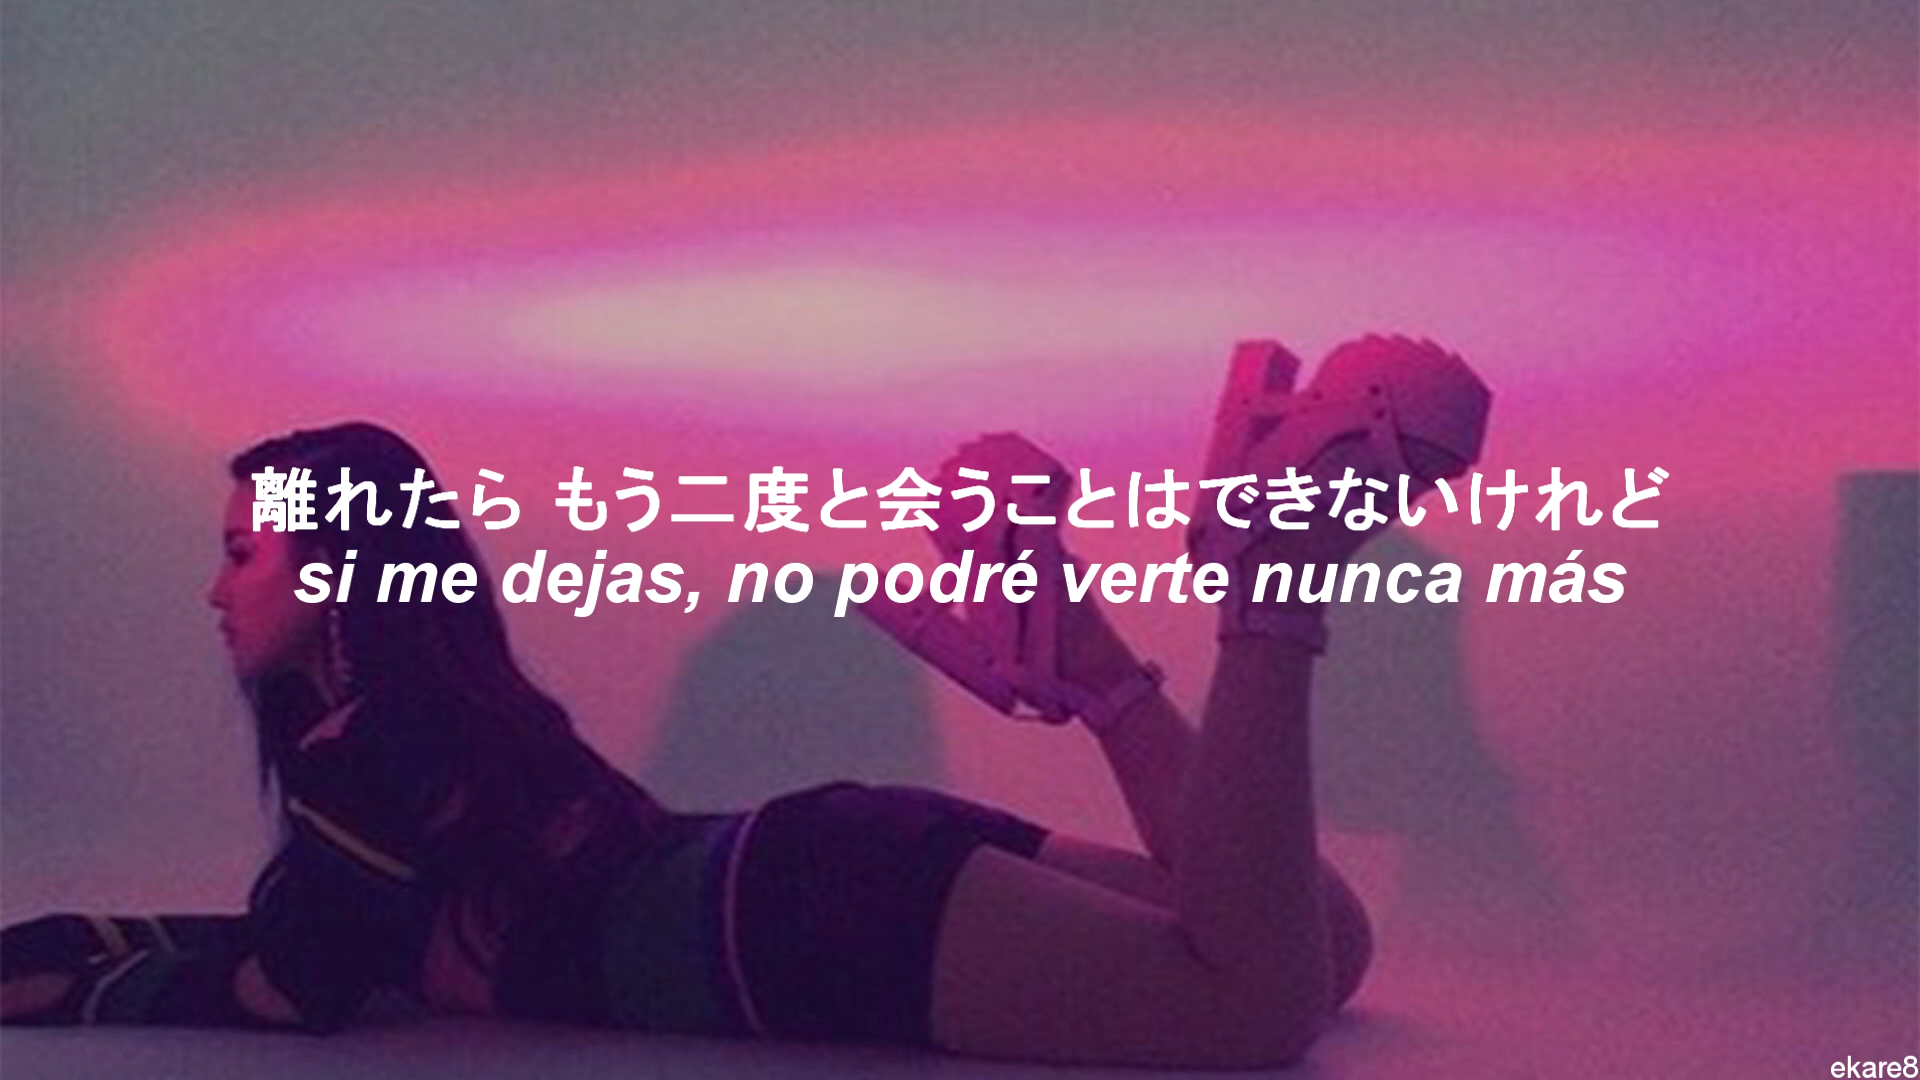 離れたら もう二度と会うことはできないけれど
si me dejas, no podré verte nunca más
ekare8